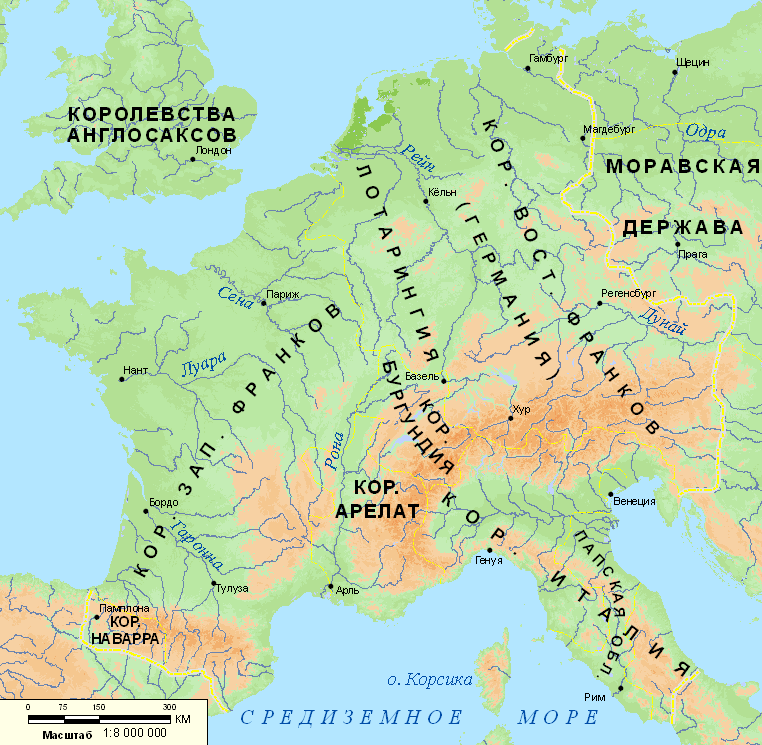 Гамбург
Щецин
КОРОЛЕВСТВА
АНГЛОСАКСОВ
Лондон
Магдебург
Одра
Рейн
МОРАВСКАЯ
ДЕРЖАВА
Прага
Кёльн
КОР. ВОСТ. ФРАНКОВ
(ГЕРМАНИЯ)
ЛОТАРИНГИЯ
Регенсбург
Дунай
Сена
Париж
Нант
Луара
КОР. ЗАП. ФРАНКОВ
Базель
КОР.
БУРГУНДИЯ
Хур
Рона
КОР.
АРЕЛАТ
Венеция
Бордо
Гаронна
КОР. ИТАЛИЯ
ПАПСКАЯ ОБЛ.
Генуя
Тулуза
Арль
Памплона
КОР.
НАВАРРА
о. Корсика
Рим
СРЕДИЗЕМНОЕ МОРЕ
0 75 150 300
КМ
Масштаб 1:8 000 000